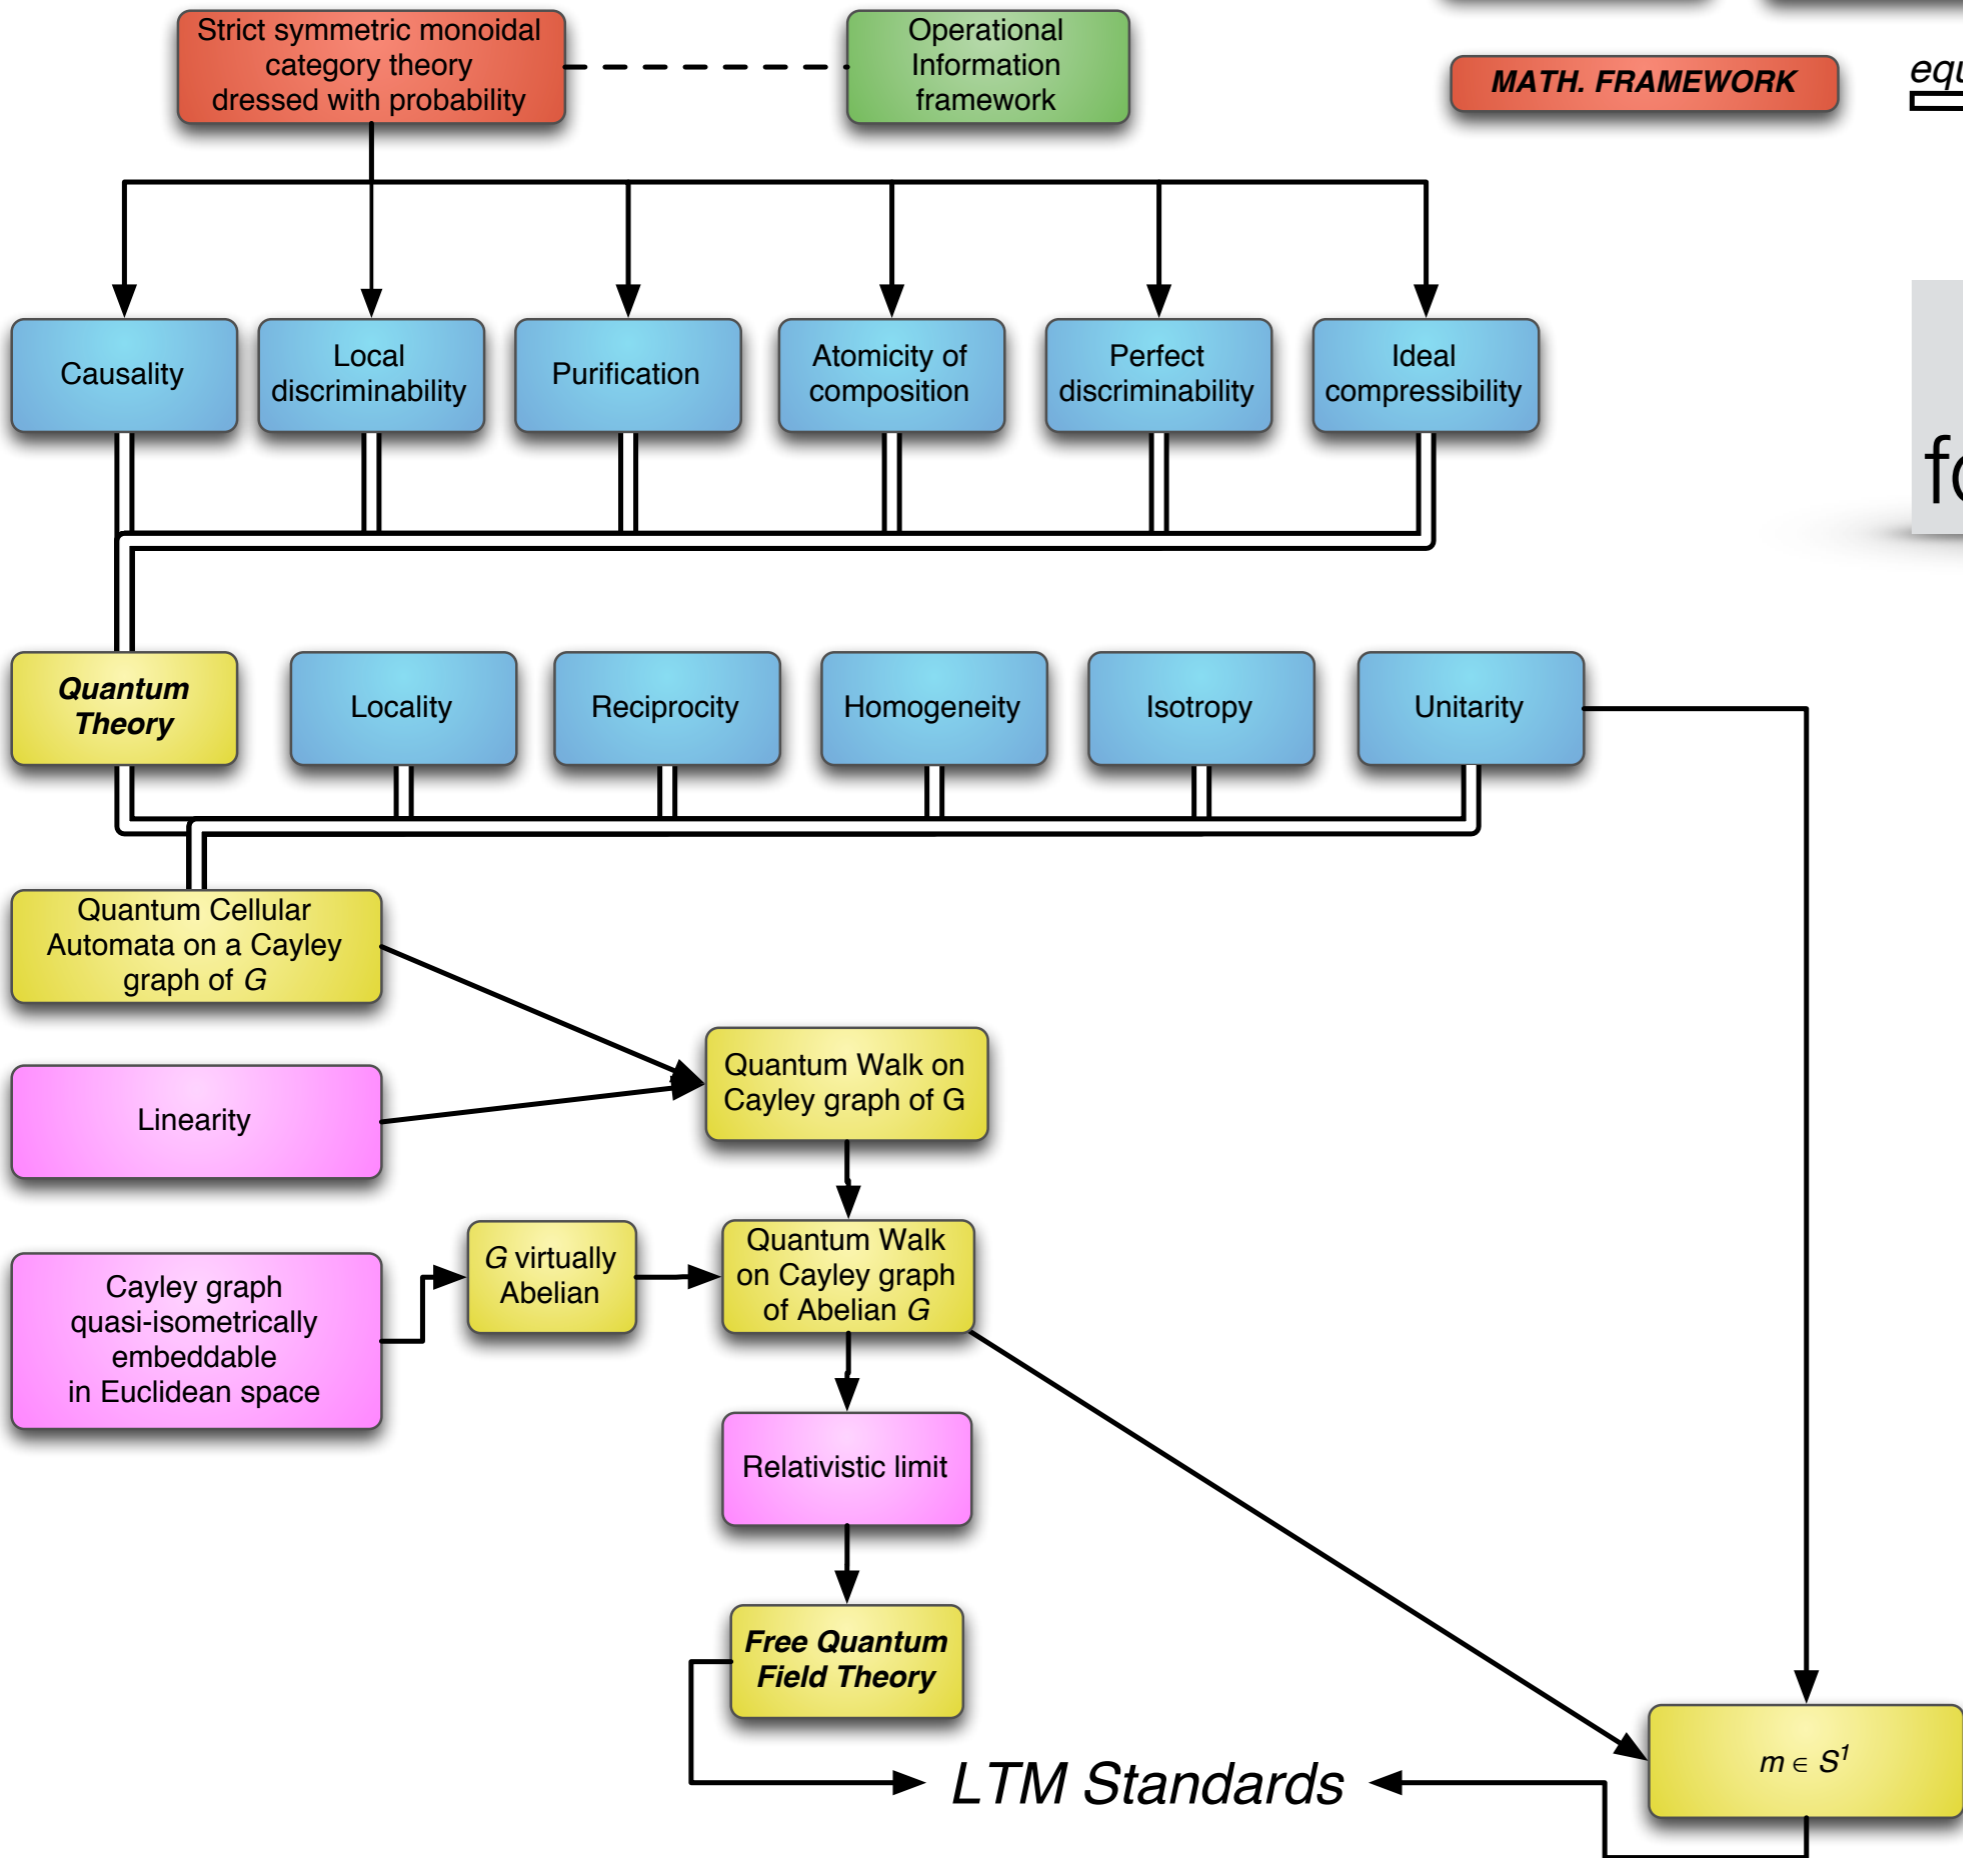 Strict symmetric monoidal
category theory
dressed with probability
Operational
Information
framework
MATH. FRAMEWORK
Causality
Local
discriminability
Purification
Atomicity of
composition
Perfect
discriminability
Ideal
compressibility
Quantum
Theory
Locality
Reciprocity
Homogeneity
Isotropy
Unitarity
Quantum Cellular
Automata on a Cayley
graph of G
Linearity
Quantum Walk on
Cayley graph of G
Cayley graph
quasi-isometrically
embeddable
in Euclidean space
G virtually
Abelian
Quantum Walk
on Cayley graph
of Abelian G
Relativistic limit
Free Quantum
Field Theory
LTM Standards
m ∈ S¹